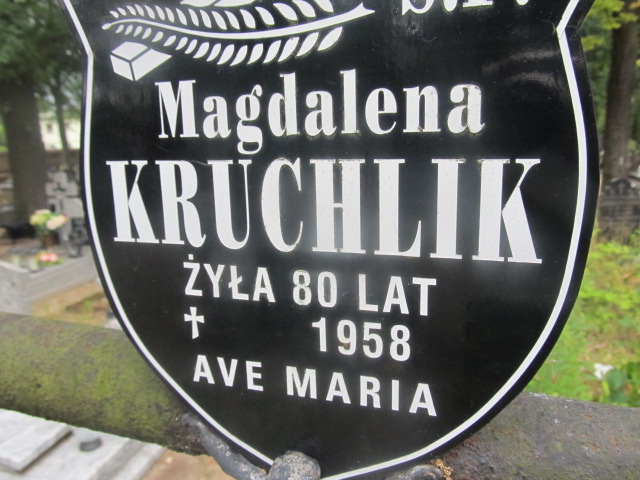 Magdalena
KRUCHLIK
ŻYŁA 80 LAT
† 1958
AVE MARIA